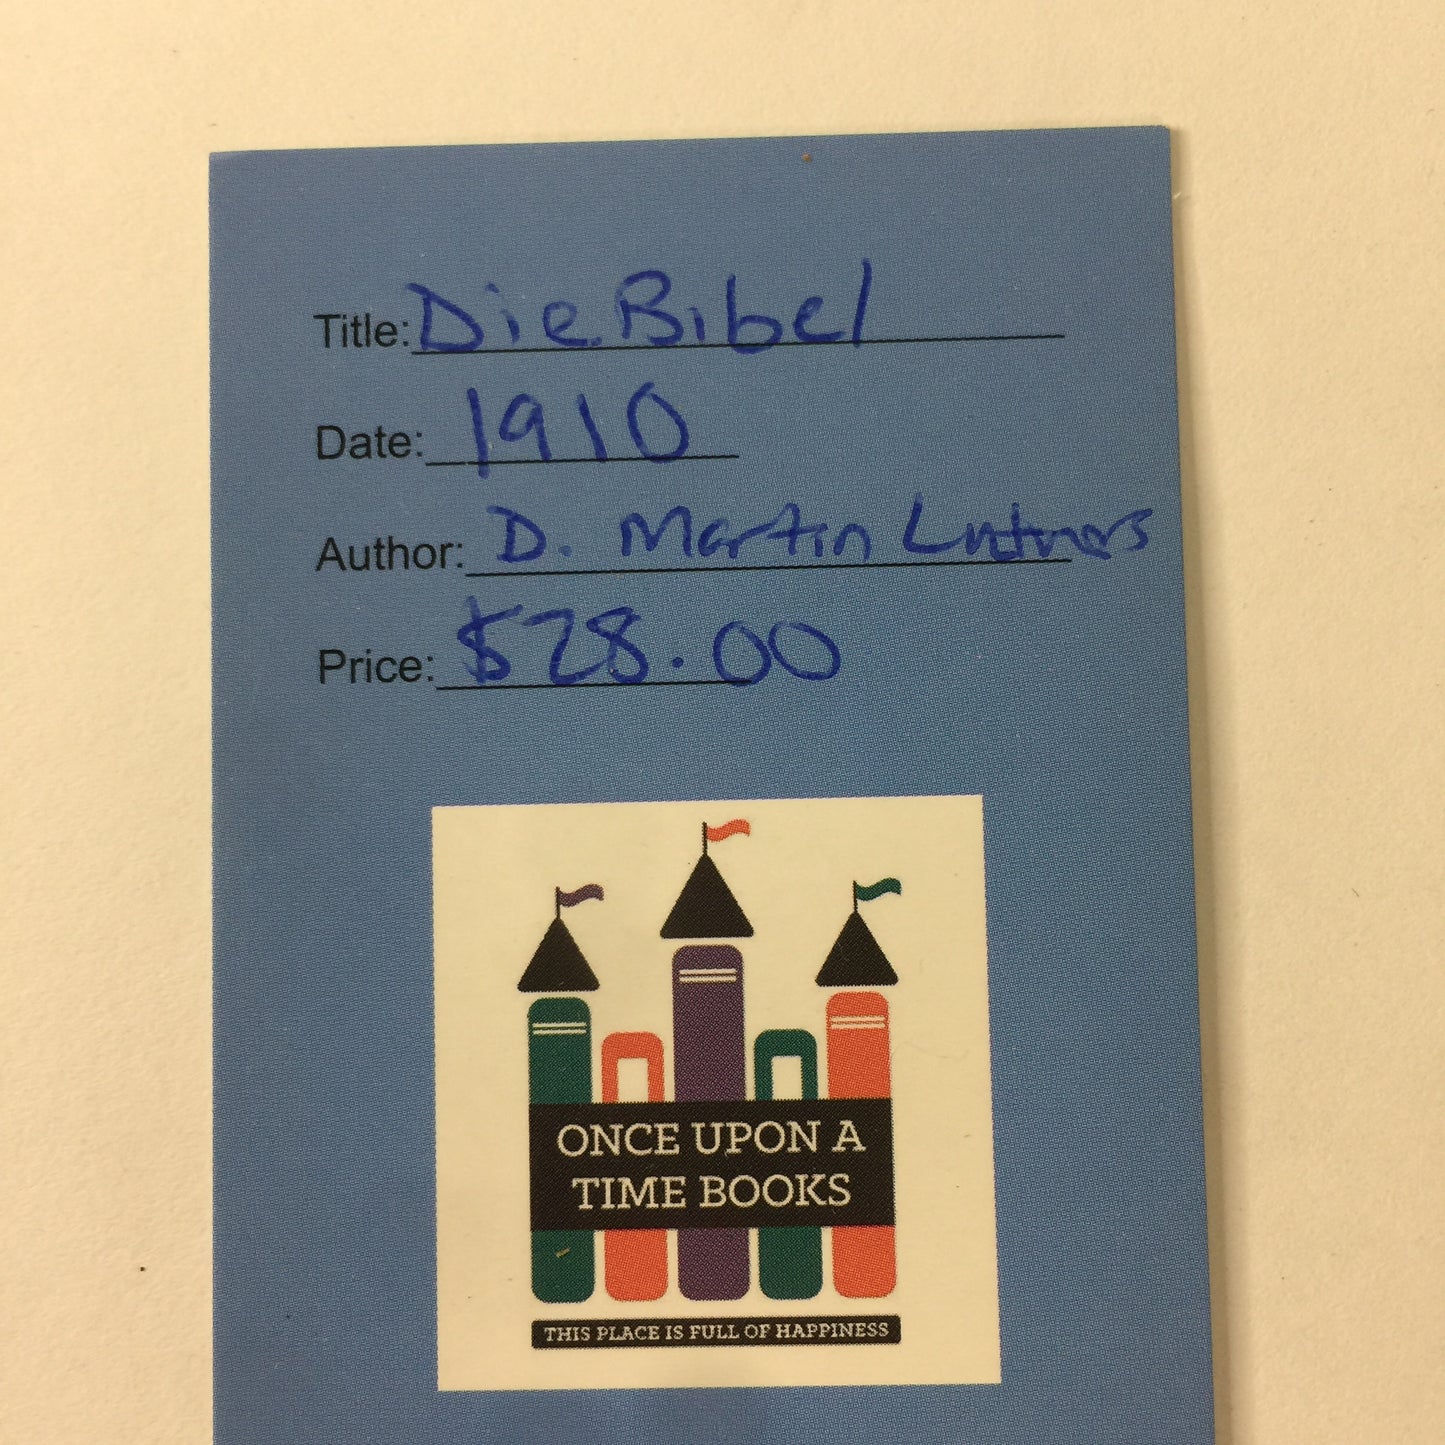 Title: Die Bibel
Date: 1910
Author: D. Martin Luthers
Price: $28.00
ONCE UPON A
TIME BOOKS
THIS PLACE IS FULL OF HAPPINESS